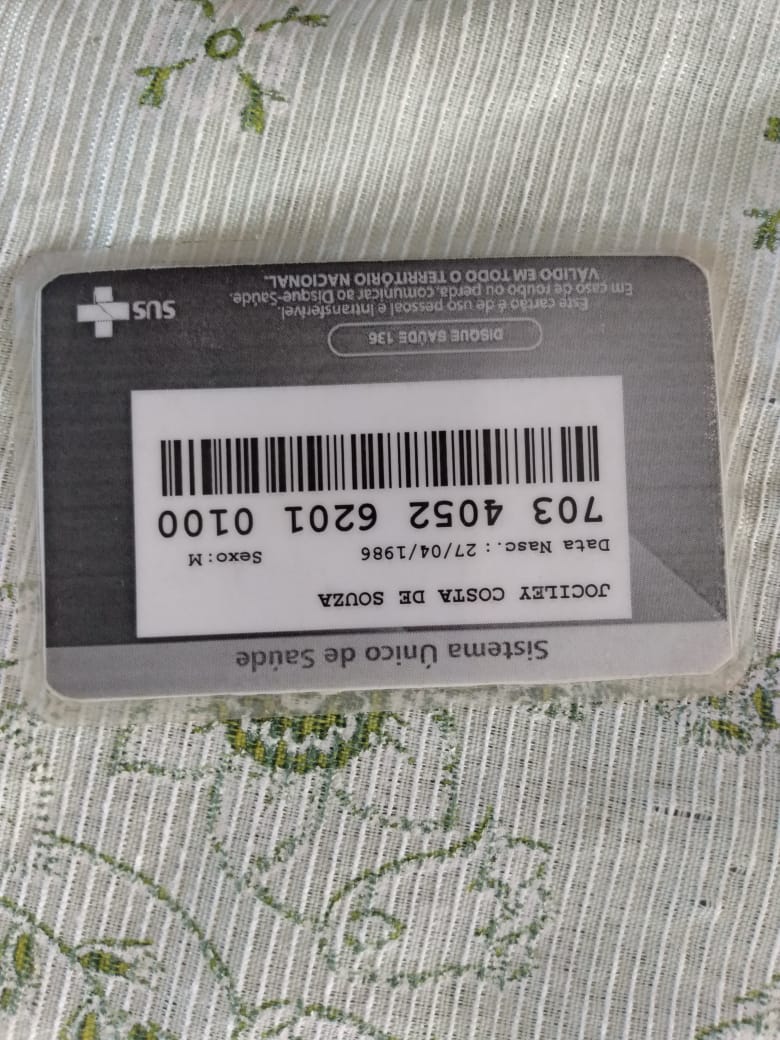 Sistema Único de Saúde
JOCILEY COSTA DE SOUZA
Data Nasc.: 27/04/1986 Sexo: M
703 4052 6201 0100
DISQUE SAÚDE 136
Este cartão é de uso pessoal e intransferível.
Em caso de roubo ou perda, comunicar ao Disque-Saúde.
VÁLIDO EM TODO O TERRITÓRIO NACIONAL.
SUS